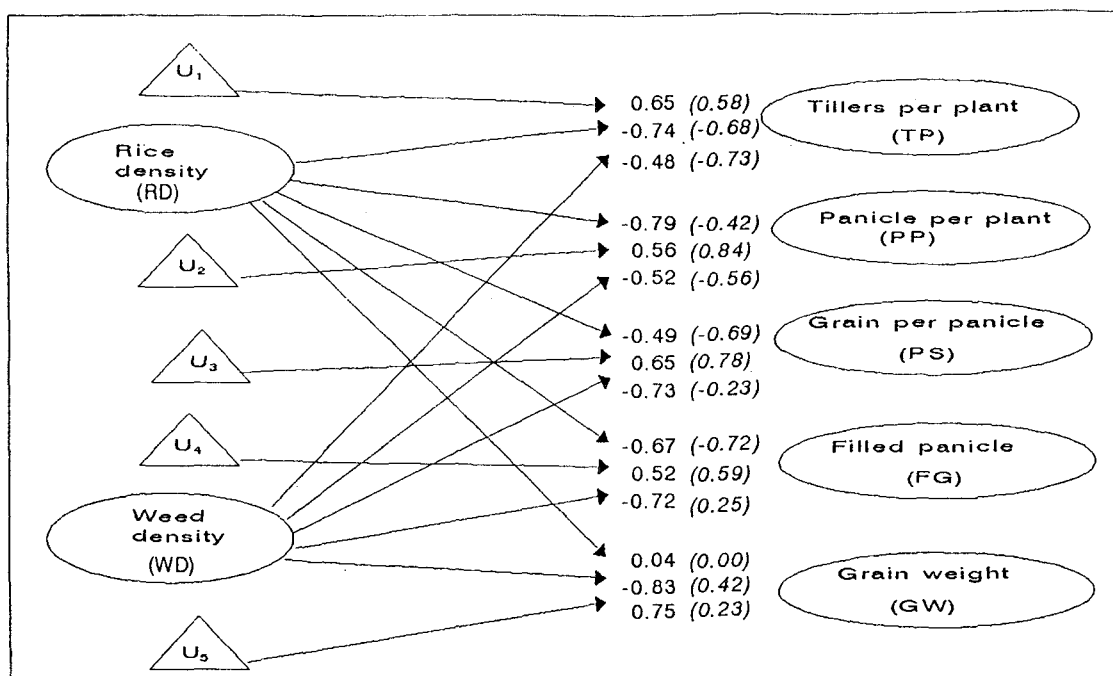 U₁
Rice
density
(RD)
U₂
U₃
U₄
Weed
density
(WD)
U₅
0.65 (0.58)
-0.74 (-0.68)
-0.48 (-0.73)
Tillers per plant
(TP)
-0.79 (-0.42)
0.56 (0.84)
-0.52 (-0.56)
Panicle per plant
(PP)
-0.49 (-0.69)
0.65 (0.78)
-0.73 (-0.23)
Grain per panicle
(PS)
-0.67 (-0.72)
0.52 (0.59)
-0.72 (0.25)
Filled panicle
(FG)
0.04 (0.00)
-0.83 (0.42)
0.75 (0.23)
Grain weight
(GW)